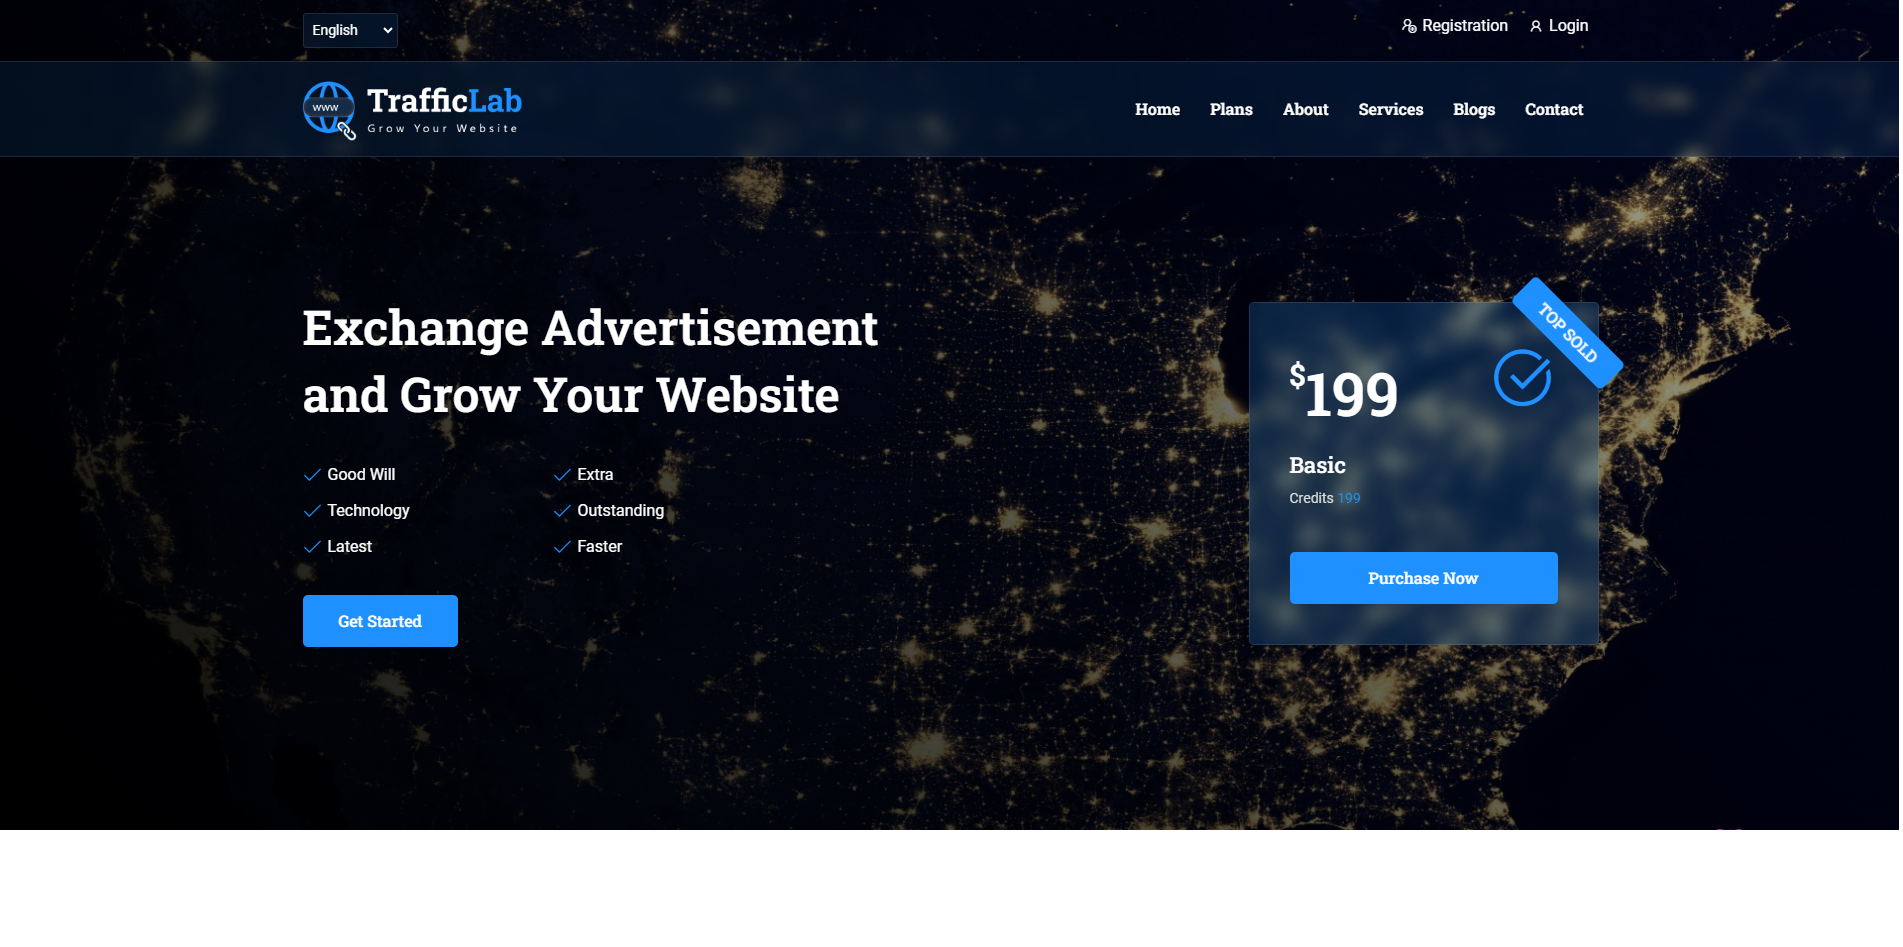 English
Registration
Login
www
TrafficLab
Grow Your Website
Home
Plans
About
Services
Blogs
Contact
Exchange Advertisement
and Grow Your Website
Good Will
Extra
Technology
Outstanding
Latest
Faster
Get Started
TOP SOLD
$199
Basic
Credits 199
Purchase Now